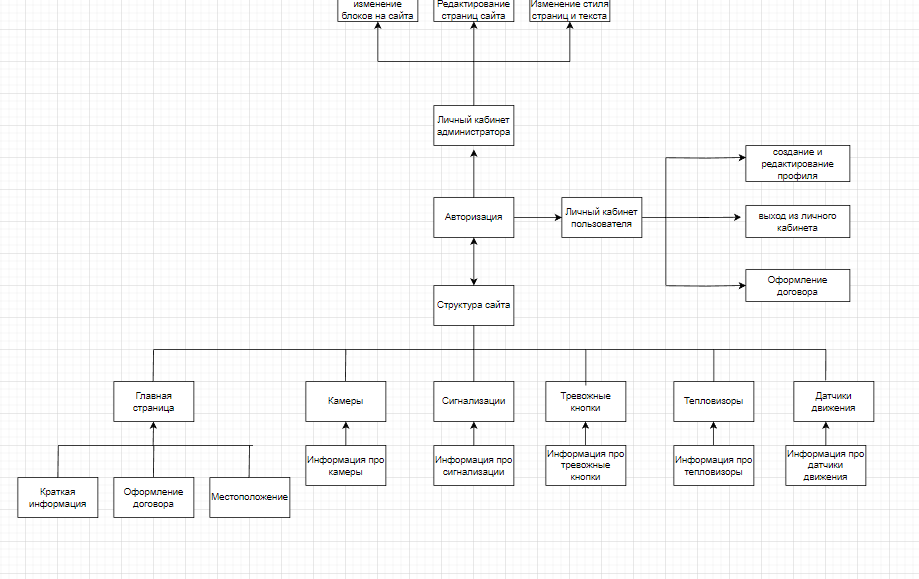 изменение
блоков на сайта
Редактирование
страниц сайта
Изменение стиля
страниц и текста
Личный кабинет
администратора
создание и
редактирование
профиля
Авторизация
Личный кабинет
пользователя
выход из личного
кабинета
Оформление
договора
Структура сайта
Главная
страница
Камеры
Сигнализации
Тревожные
кнопки
Тепловизоры
Датчики
движения
Информация про
камеры
Информация про
сигнализации
Информация про
тревожные
кнопки
Информация про
тепловизоры
Информация про
датчики
движения
Краткая
информация
Оформление
договора
Местоположение